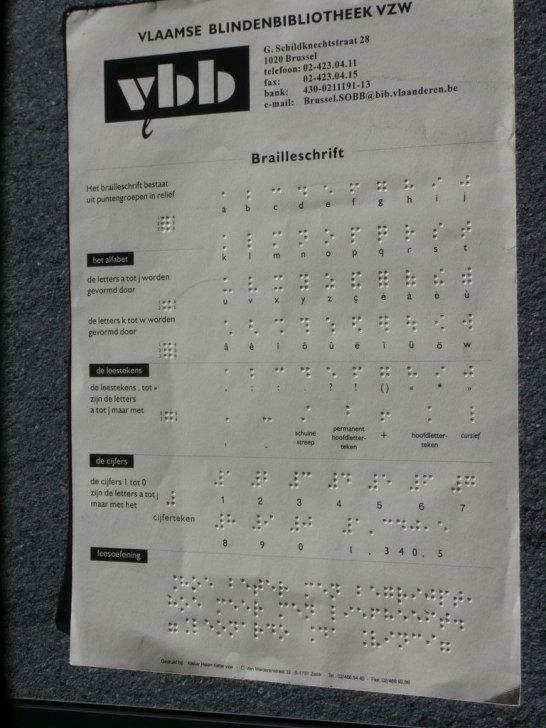 VLAAMSE BLINDENBIBLIOTHEEK VZW
vbb
G. Schildknechtstraat 28
1020 Brussel
telefoon: 02-423.04.11
fax: 02-423.04.15
bank: 430-0211191-13
e-mail: Brussel.SOBB@bib.vlaanderen.be
Brailleschrift
Het brailleschrift bestaat
uit puntengroepen in reliëf
a b c d e f g h i j
k l m n o p q r s t
het alfabet
de letters a tot j worden
gevormd door
u v x y z ç é à è ù
de letters k tot w worden
gevormd door
â ê î ô û ë ï ü ö w
de leestekens
de leestekens , tot »
zijn de letters
a tot j maar met
, ; : . ? ! ( ) « * »
' -
schuine
streep
permanent
hoofdletter-
teken
+
hoofdletter-
teken
cursief
de cijfers
de cijfers 1 tot 0
zijn de letters a tot j
maar met het
cijferteken
1 2 3 4 5 6 7
8 9 0 1 . 3 4 0 , 5
leesoefening
Gedrukt bij